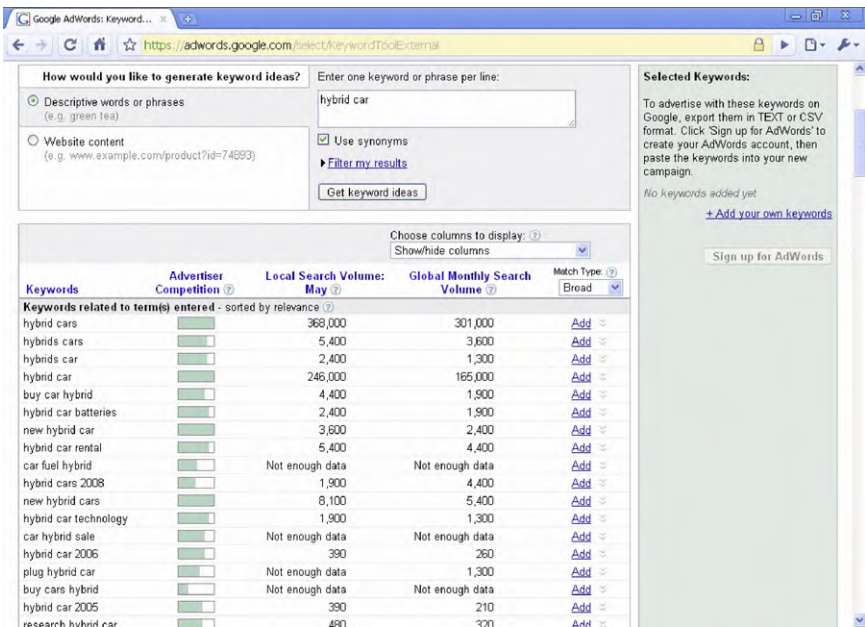 Google AdWords: Keyword...
https://adwords.google.com/select/KeywordToolExternal
How would you like to generate keyword ideas?
Descriptive words or phrases
(e.g. green tea)
Website content
(e.g. www.example.com/product?id=74893)
Enter one keyword or phrase per line:
hybrid car
Use synonyms
Filter my results
Get keyword ideas
Selected Keywords:
To advertise with these keywords on
Google, export them in TEXT or CSV
format. Click 'Sign up for AdWords' to
create your AdWords account, then
paste the keywords into your new
campaign.
No keywords added yet
+ Add your own keywords
Sign up for AdWords
Choose columns to display: ?
Show/hide columns
Keywords Advertiser Competition ? Local Search Volume: May ? Global Monthly Search Volume ? Match Type: ? Broad
Keywords related to term(s) entered - sorted by relevance ?
hybrid cars 368,000 301,000 Add
hybrids cars 5,400 3,600 Add
hybrids car 2,400 1,300 Add
hybrid car 246,000 165,000 Add
buy car hybrid 4,400 1,900 Add
hybrid car batteries 2,400 1,900 Add
new hybrid car 3,600 2,400 Add
hybrid car rental 5,400 4,400 Add
car fuel hybrid Not enough data Not enough data Add
hybrid cars 2008 1,900 4,400 Add
new hybrid cars 8,100 5,400 Add
hybrid car technology 1,900 1,300 Add
car hybrid sale Not enough data Not enough data Add
hybrid car 2006 390 260 Add
plug hybrid car Not enough data 1,300 Add
buy cars hybrid Not enough data Not enough data Add
hybrid car 2005 390 210 Add
research hybrid car 480 320 Add